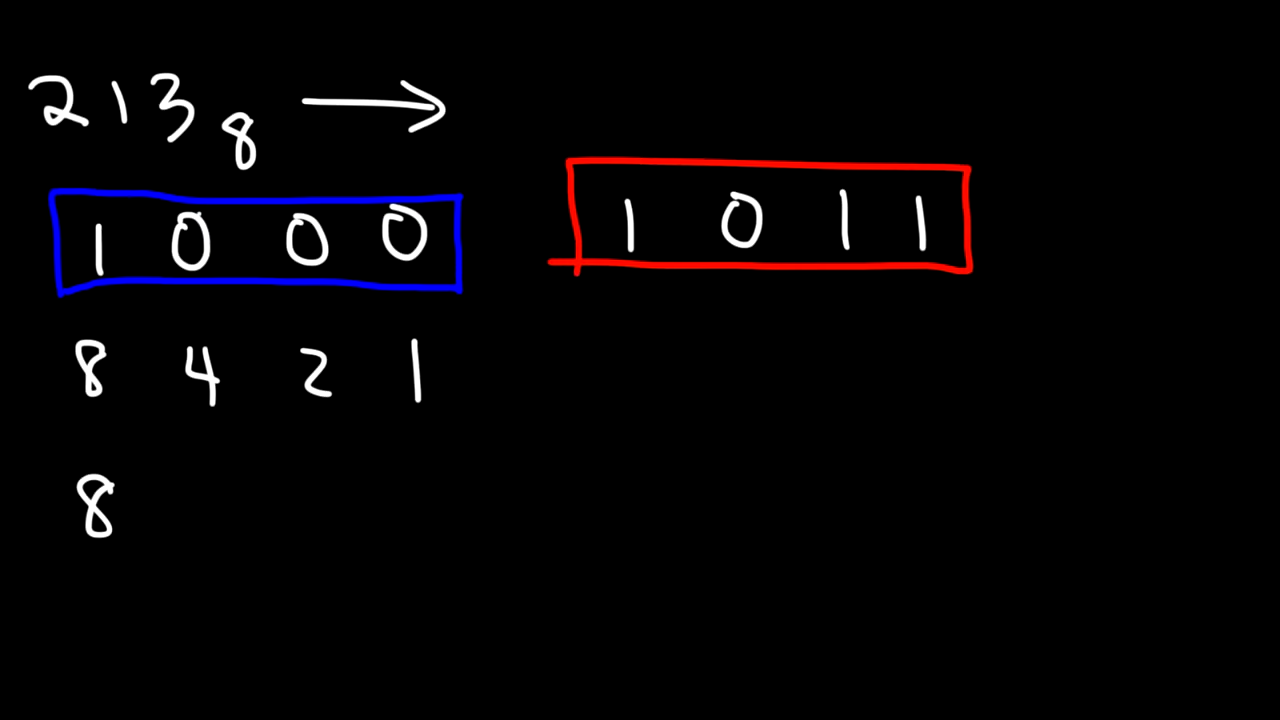 213₈ →
1 0 0 0
1 0 1 1
8 4 2 1
8